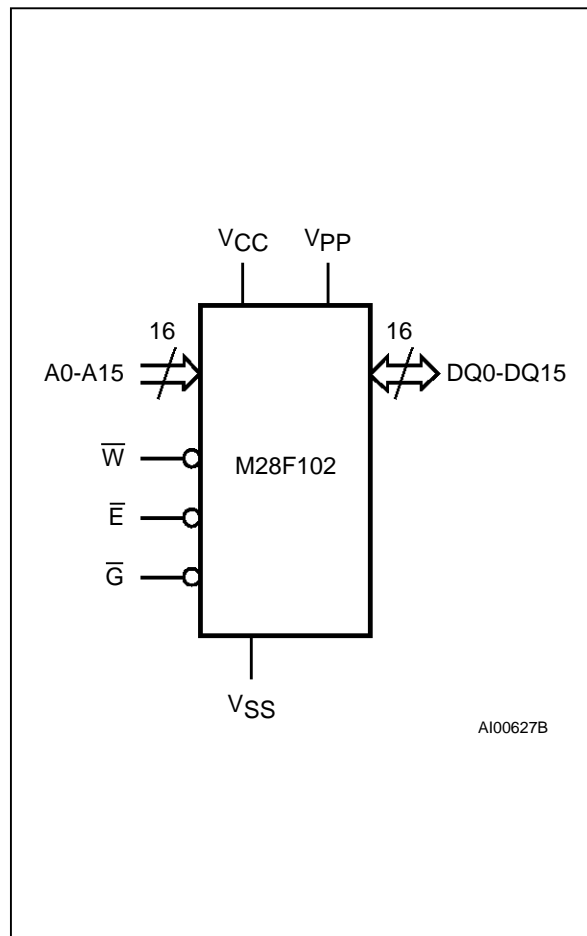 VCC VPP
16 16
A0-A15 DQ0-DQ15
W̅
M28F102
E̅
G̅
VSS
AI00627B